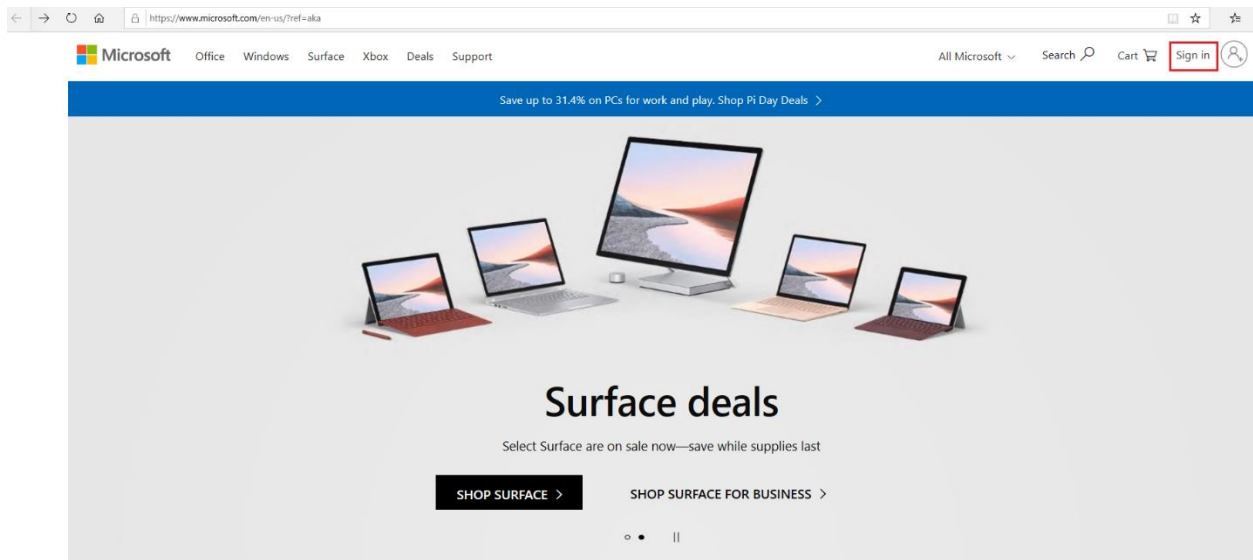 https://www.microsoft.com/en-us/?ref=aka
Microsoft Office Windows Surface Xbox Deals Support All Microsoft Search Cart Sign in
Save up to 31.4% on PCs for work and play. Shop Pi Day Deals
Surface deals
Select Surface are on sale now—save while supplies last
SHOP SURFACE SHOP SURFACE FOR BUSINESS